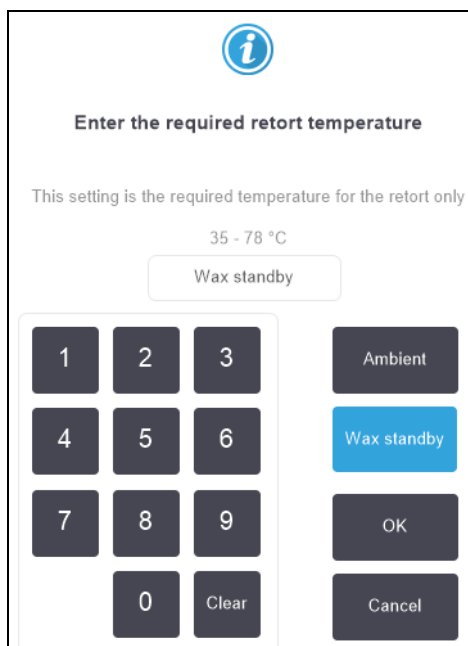 i
Enter the required retort temperature
This setting is the required temperature for the retort only
35 - 78 °C
Wax standby
1 2 3 Ambient
4 5 6 Wax standby
7 8 9 OK
0 Clear Cancel